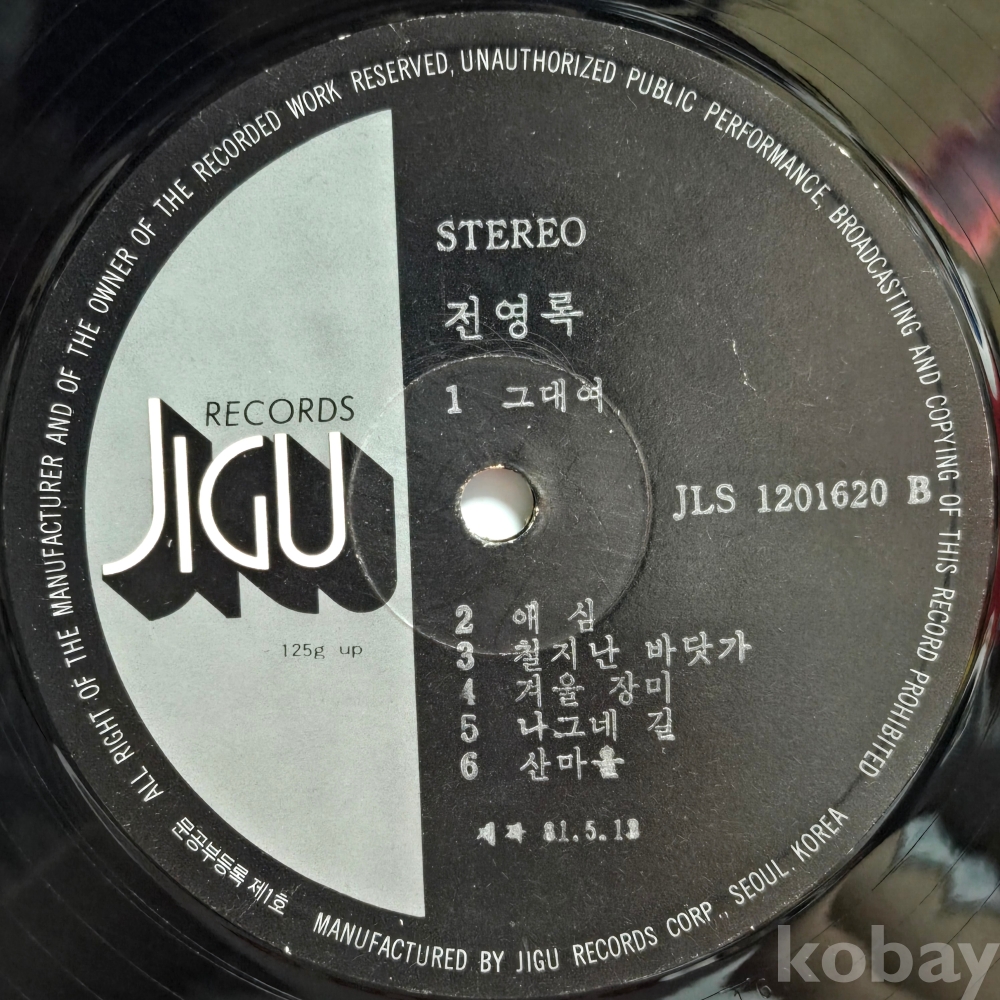 ALL RIGHT OF THE MANUFACTURER AND OF THE OWNER OF THE RECORDED WORK RESERVED, UNAUTHORIZED PUBLIC PERFORMANCE, BROADCASTING AND COPYING OF THIS RECORD PROHIBITED
STEREO
전영록
1 그대여
RECORDS
JIGU
JLS 1201620 B
125g up
2 애 심
3 철지난 바닷가
4 겨울 장미
5 나그네 길
6 산마을
81.5.13
문공부등록 제1호
MANUFACTURED BY JIGU RECORDS CORP., SEOUL, KOREA
kobay